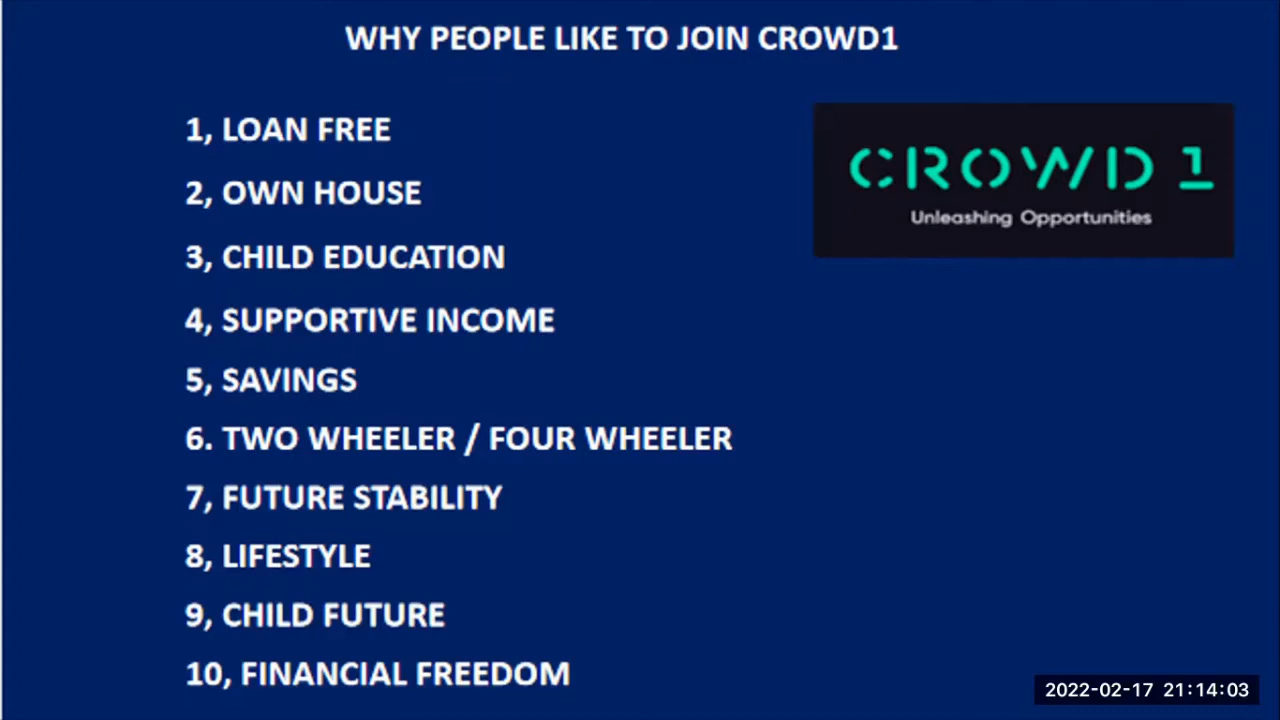 WHY PEOPLE LIKE TO JOIN CROWD1
1, LOAN FREE
2, OWN HOUSE
3, CHILD EDUCATION
4, SUPPORTIVE INCOME
5, SAVINGS
6. TWO WHEELER / FOUR WHEELER
7, FUTURE STABILITY
8, LIFESTYLE
9, CHILD FUTURE
10, FINANCIAL FREEDOM
CROWD 1
Unleashing Opportunities
2022-02-17 21:14:03